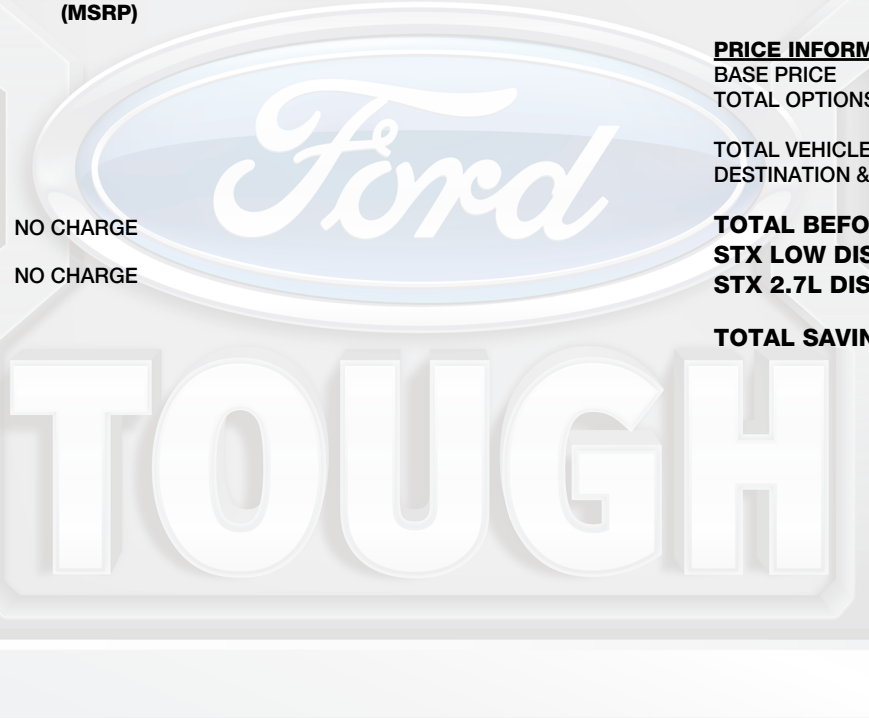 (MSRP)
NO CHARGE
NO CHARGE
PRICE INFORM
BASE PRICE
TOTAL OPTIONS
TOTAL VEHICLE
DESTINATION &
TOTAL BEFO
STX LOW DIS
STX 2.7L DIS
TOTAL SAVIN
Ford
TOUGH